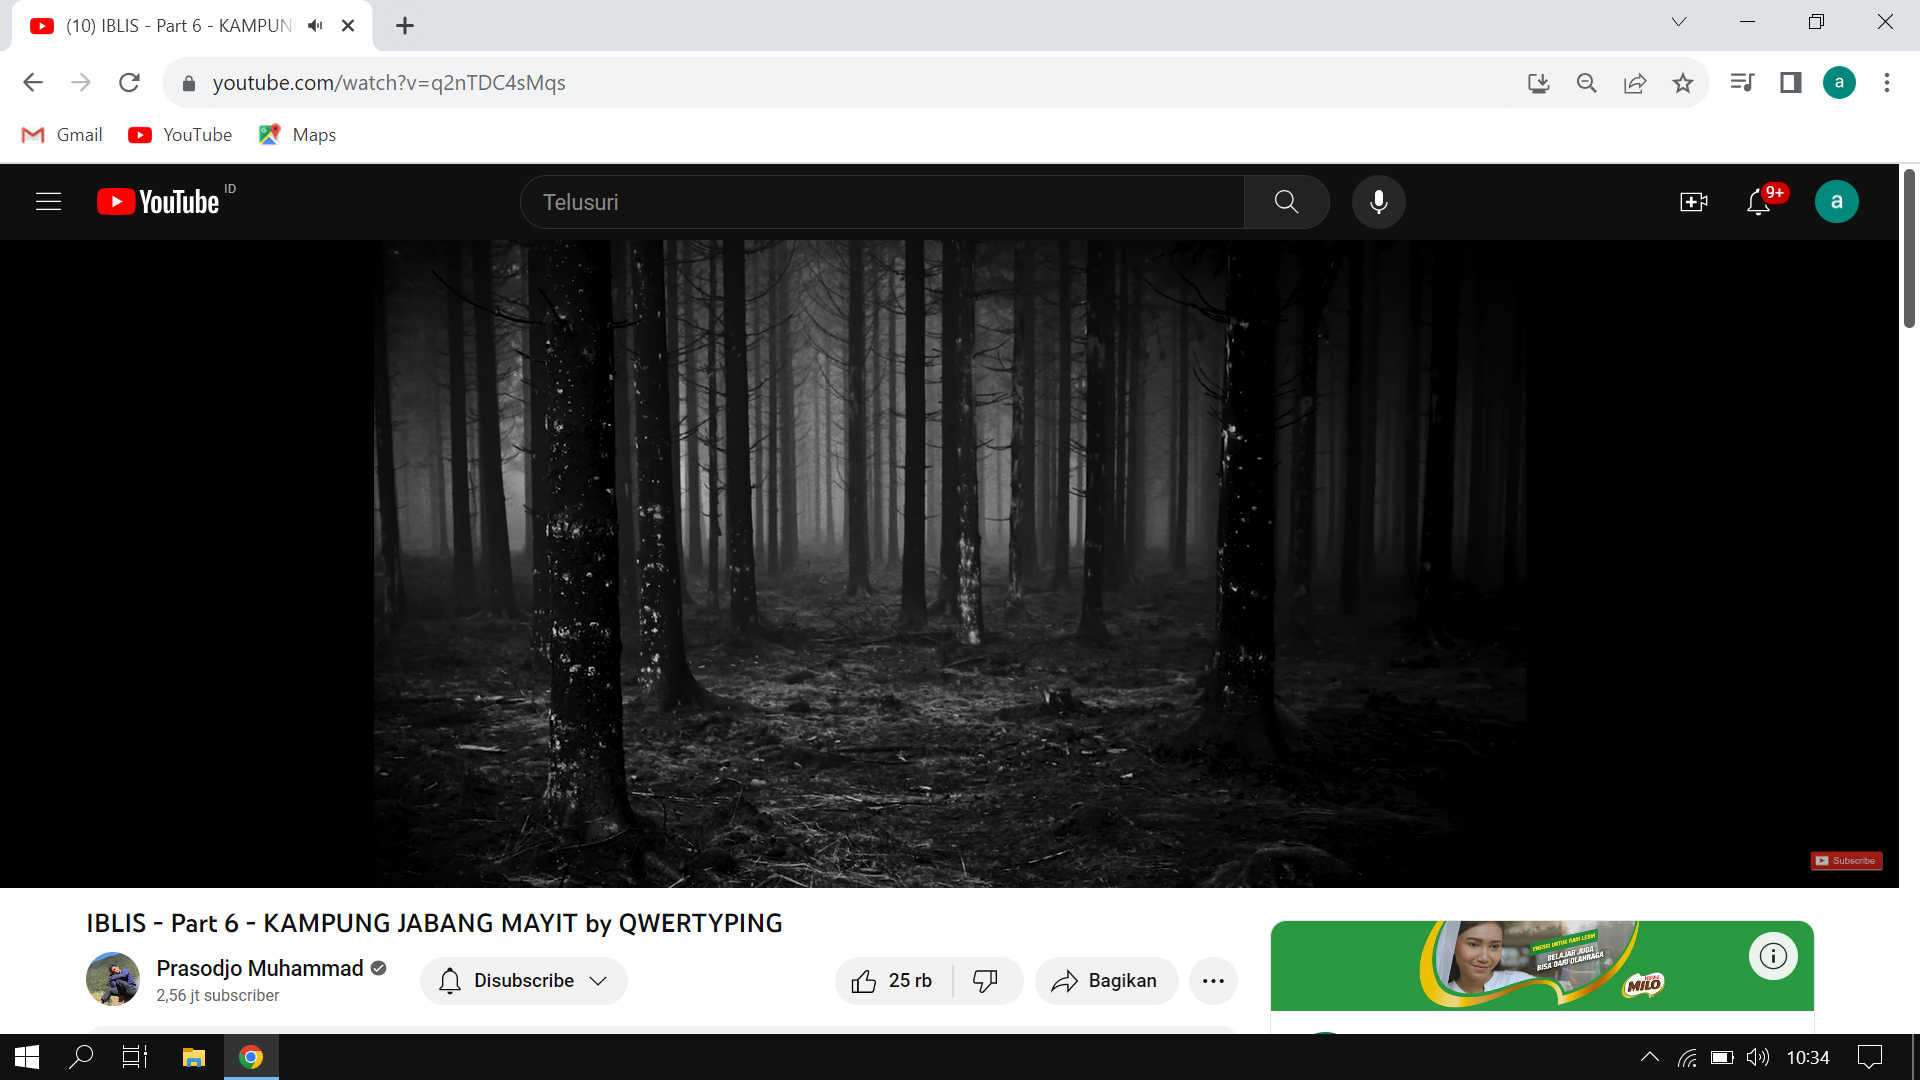 (10) IBLIS - Part 6 - KAMPUN
youtube.com/watch?v=q2nTDC4sMqs
a
Gmail
YouTube
Maps
YouTube ID
Telusuri
9+
a
Subscribe
IBLIS - Part 6 - KAMPUNG JABANG MAYIT by QWERTYPING
Prasodjo Muhammad
2,56 jt subscriber
Disubscribe
25 rb
Bagikan
ENERGI UNTUK RAIH LEBIH
BELAJAR JUGA
BISA DARI OLAHRAGA
MILO
10:34